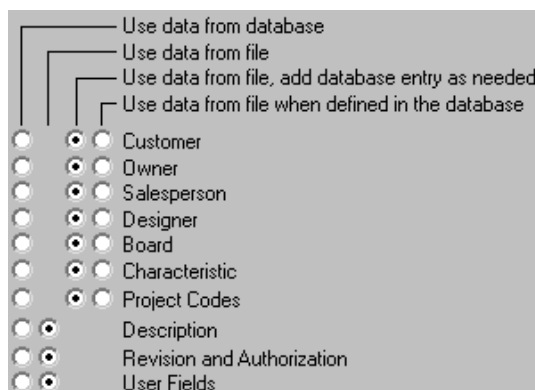 Use data from database
Use data from file
Use data from file, add database entry as needed
Use data from file when defined in the database
Customer
Owner
Salesperson
Designer
Board
Characteristic
Project Codes
Description
Revision and Authorization
User Fields